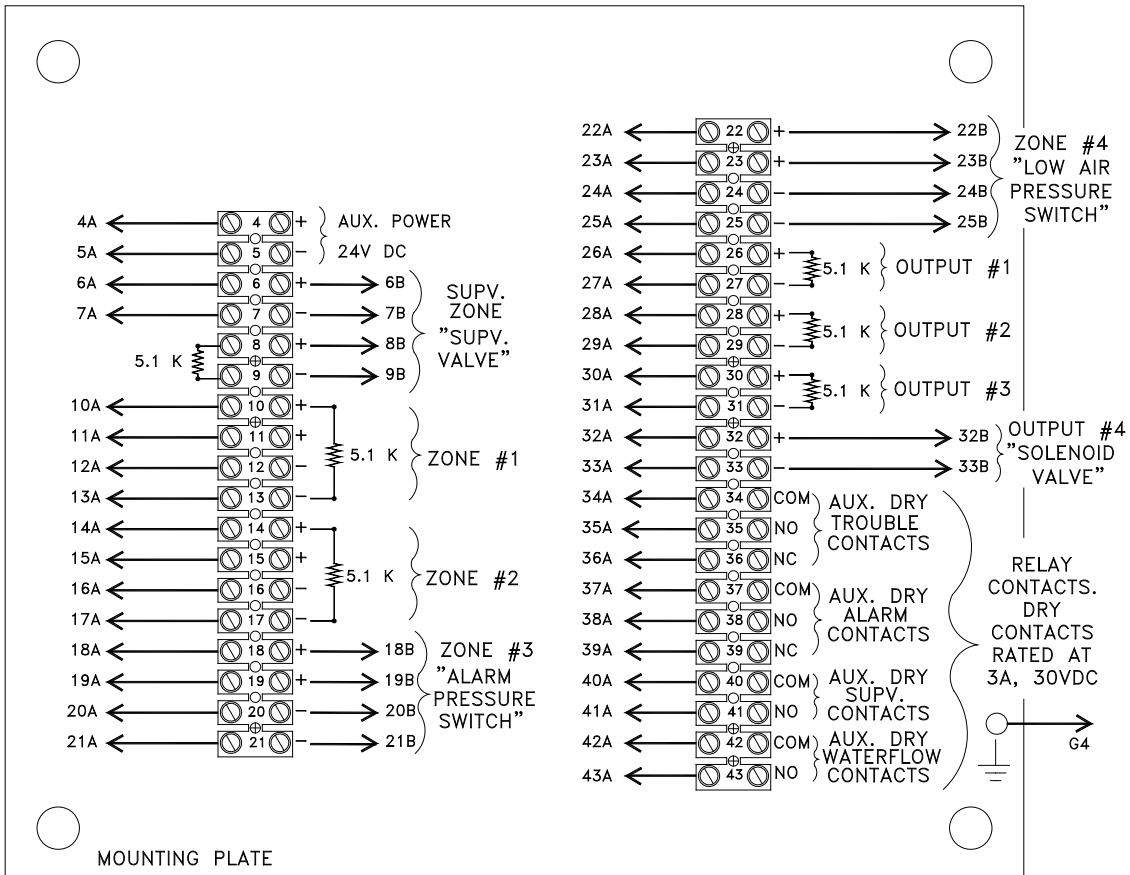 4A 4 + AUX. POWER
5A 5 - 24V DC
6A 6 + 6B SUPV.
7A 7 - 7B ZONE
8 + 8B "SUPV.
5.1 K VALVE"
9 - 9B
10A 10 +
11A 11 +
5.1 K ZONE #1
12A 12 -
13A 13 -
14A 14 +
15A 15 +
5.1 K ZONE #2
16A 16 -
17A 17 -
18A 18 + 18B ZONE #3
19A 19 + 19B "ALARM
20A 20 - 20B PRESSURE
SWITCH"
21A 21 - 21B
22A 22 + 22B ZONE #4
23A 23 + 23B "LOW AIR
24A 24 - 24B PRESSURE
25A 25 - 25B SWITCH"
26A 26 +
5.1 K OUTPUT #1
27A 27 -
28A 28 +
5.1 K OUTPUT #2
29A 29 -
30A 30 +
5.1 K OUTPUT #3
31A 31 -
32A 32 + 32B OUTPUT #4
"SOLENOID
33A 33 - 33B VALVE"
34A 34 COM AUX. DRY
35A 35 NO TROUBLE
36A 36 NC CONTACTS
37A 37 COM AUX. DRY
38A 38 NO ALARM
39A 39 NC CONTACTS
40A 40 COM AUX. DRY
SUPV.
41A 41 NO CONTACTS
42A 42 COM AUX. DRY
WATERFLOW
43A 43 NO CONTACTS
RELAY
CONTACTS.
DRY
CONTACTS
RATED AT
3A, 30VDC
G4
MOUNTING PLATE